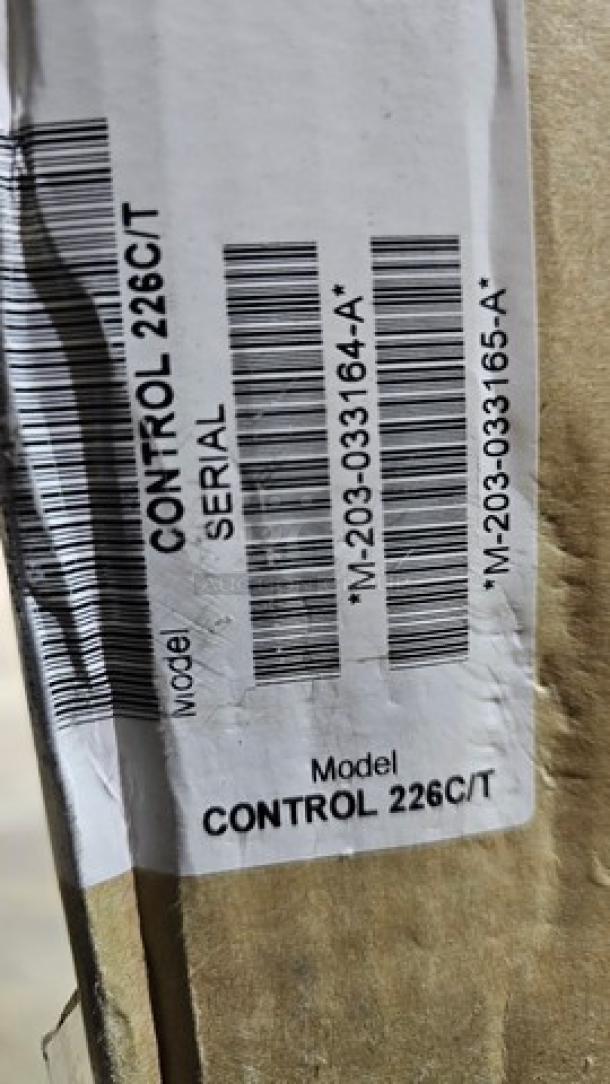 Model CONTROL 226C/T
SERIAL
*M-203-033164-A*
*M-203-033165-A*
Model
CONTROL 226C/T